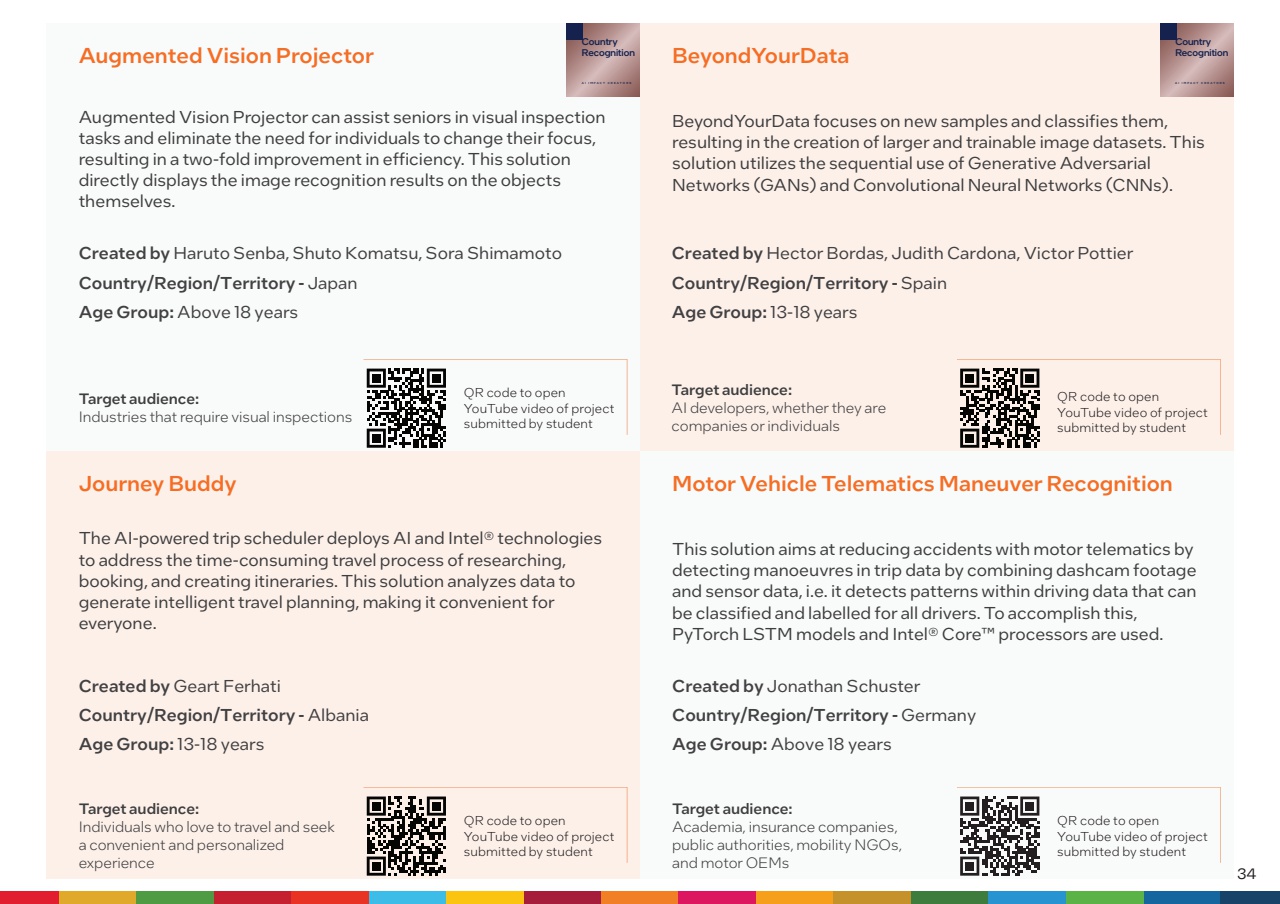 Augmented Vision Projector
Country
Recognition
AI IMPACT CREATORS
Augmented Vision Projector can assist seniors in visual inspection
tasks and eliminate the need for individuals to change their focus,
resulting in a two-fold improvement in efficiency. This solution
directly displays the image recognition results on the objects
themselves.
Created by Haruto Senba, Shuto Komatsu, Sora Shimamoto
Country/Region/Territory - Japan
Age Group: Above 18 years
Target audience:
Industries that require visual inspections
QR code to open
YouTube video of project
submitted by student
BeyondYourData
Country
Recognition
AI IMPACT CREATORS
BeyondYourData focuses on new samples and classifies them,
resulting in the creation of larger and trainable image datasets. This
solution utilizes the sequential use of Generative Adversarial
Networks (GANs) and Convolutional Neural Networks (CNNs).
Created by Hector Bordas, Judith Cardona, Victor Pottier
Country/Region/Territory - Spain
Age Group: 13-18 years
Target audience:
AI developers, whether they are
companies or individuals
QR code to open
YouTube video of project
submitted by student
Journey Buddy
The AI-powered trip scheduler deploys AI and Intel® technologies
to address the time-consuming travel process of researching,
booking, and creating itineraries. This solution analyzes data to
generate intelligent travel planning, making it convenient for
everyone.
Created by Geart Ferhati
Country/Region/Territory - Albania
Age Group: 13-18 years
Target audience:
Individuals who love to travel and seek
a convenient and personalized
experience
QR code to open
YouTube video of project
submitted by student
Motor Vehicle Telematics Maneuver Recognition
This solution aims at reducing accidents with motor telematics by
detecting manoeuvres in trip data by combining dashcam footage
and sensor data, i.e. it detects patterns within driving data that can
be classified and labelled for all drivers. To accomplish this,
PyTorch LSTM models and Intel® Core™ processors are used.
Created by Jonathan Schuster
Country/Region/Territory - Germany
Age Group: Above 18 years
Target audience:
Academia, insurance companies,
public authorities, mobility NGOs,
and motor OEMs
QR code to open
YouTube video of project
submitted by student
34